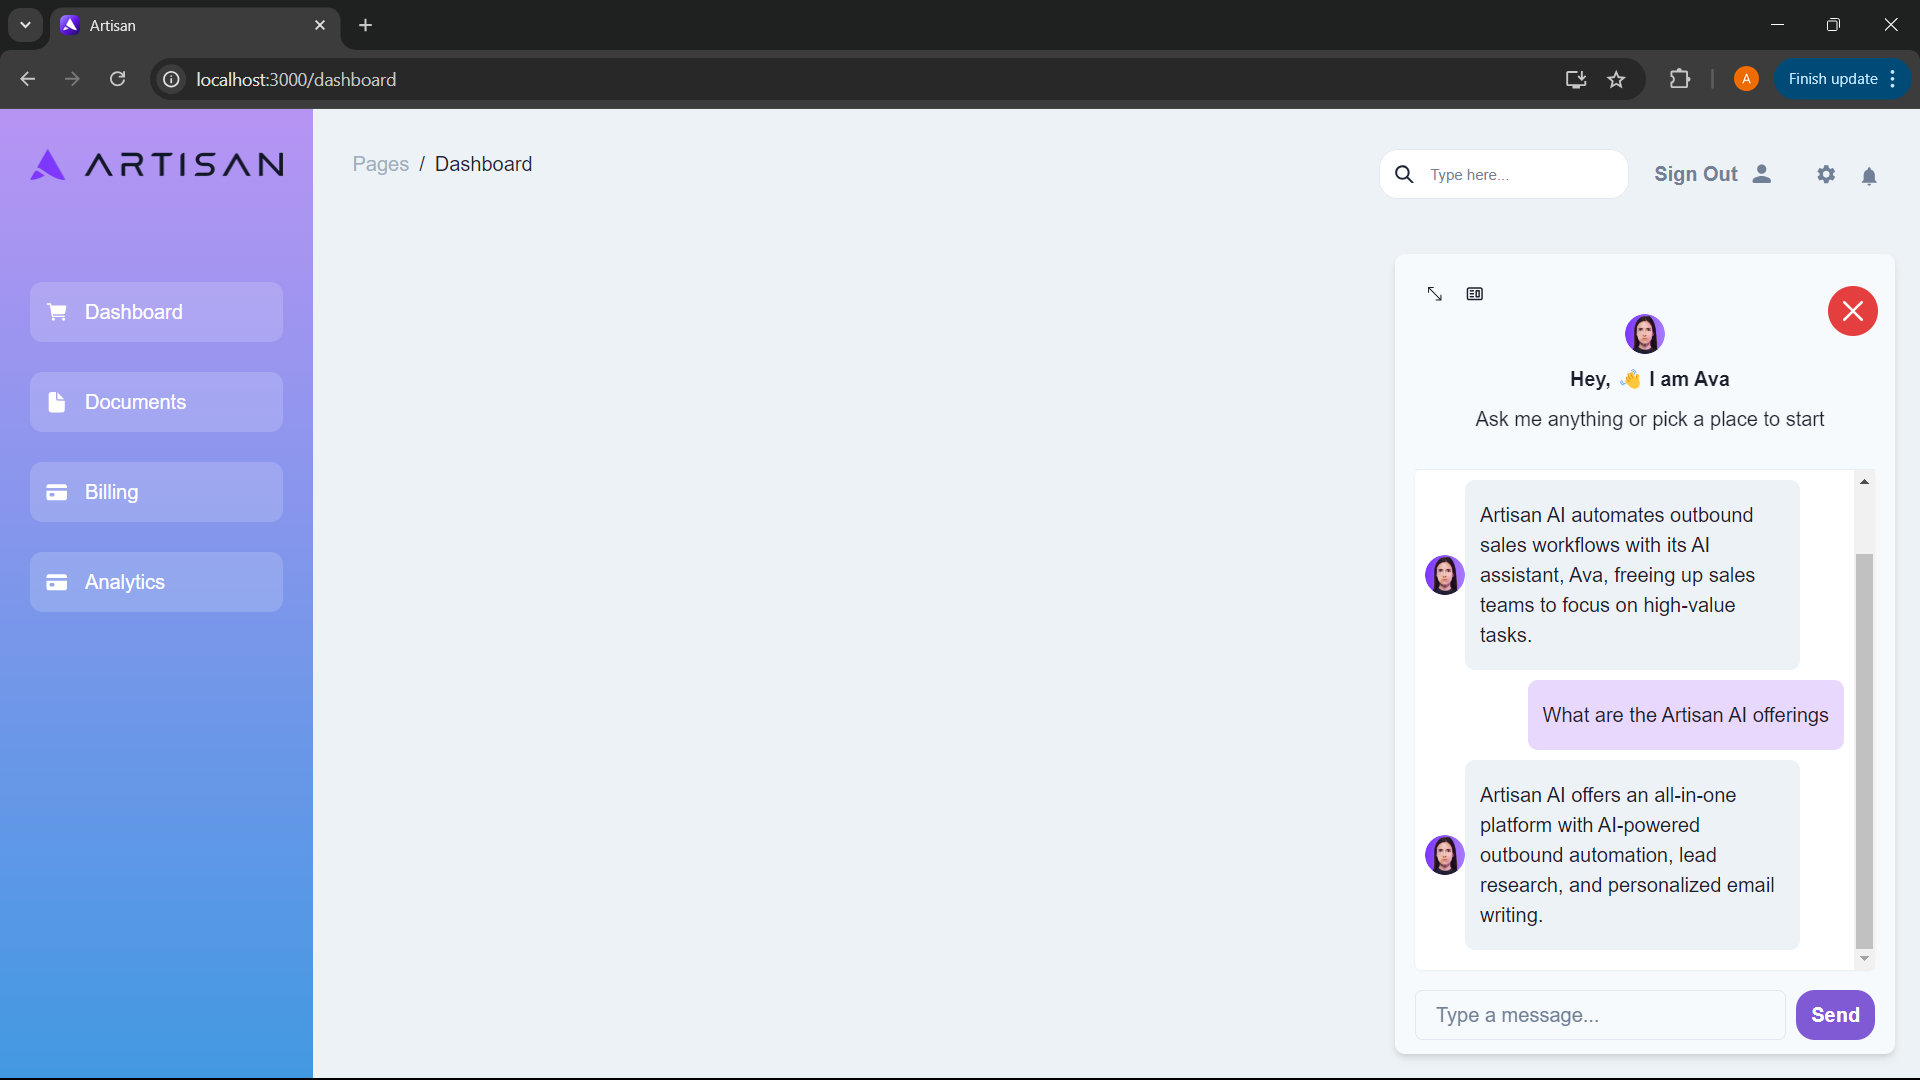 Artisan
localhost:3000/dashboard
A
Finish update
ARTISAN
Pages / Dashboard
Type here...
Sign Out
Dashboard
Documents
Billing
Analytics
Hey, 👋 I am Ava
Ask me anything or pick a place to start
Artisan AI automates outbound
sales workflows with its AI
assistant, Ava, freeing up sales
teams to focus on high-value
tasks.
What are the Artisan AI offerings
Artisan AI offers an all-in-one
platform with AI-powered
outbound automation, lead
research, and personalized email
writing.
Type a message...
Send